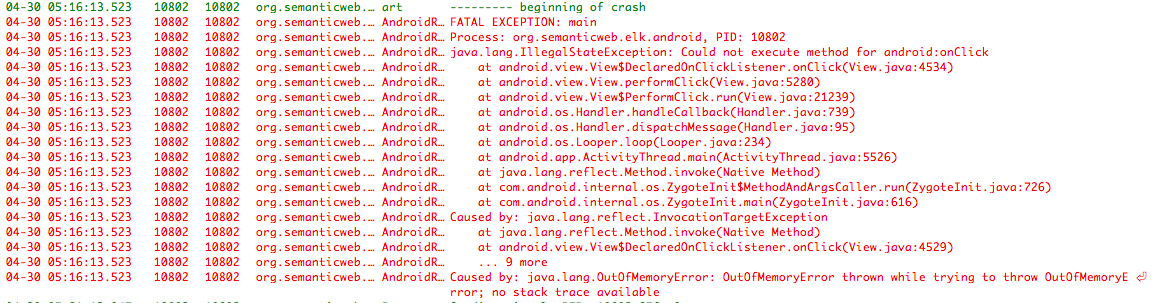 04-30 05:16:13.523 10802 10802 org.semanticweb.… art --------- beginning of crash
04-30 05:16:13.523 10802 10802 org.semanticweb.… AndroidR… FATAL EXCEPTION: main
04-30 05:16:13.523 10802 10802 org.semanticweb.… AndroidR… Process: org.semanticweb.elk.android, PID: 10802
04-30 05:16:13.523 10802 10802 org.semanticweb.… AndroidR… java.lang.IllegalStateException: Could not execute method for android:onClick
04-30 05:16:13.523 10802 10802 org.semanticweb.… AndroidR… at android.view.View$DeclaredOnClickListener.onClick(View.java:4534)
04-30 05:16:13.523 10802 10802 org.semanticweb.… AndroidR… at android.view.View.performClick(View.java:5280)
04-30 05:16:13.523 10802 10802 org.semanticweb.… AndroidR… at android.view.View$PerformClick.run(View.java:21239)
04-30 05:16:13.523 10802 10802 org.semanticweb.… AndroidR… at android.os.Handler.handleCallback(Handler.java:739)
04-30 05:16:13.523 10802 10802 org.semanticweb.… AndroidR… at android.os.Handler.dispatchMessage(Handler.java:95)
04-30 05:16:13.523 10802 10802 org.semanticweb.… AndroidR… at android.os.Looper.loop(Looper.java:234)
04-30 05:16:13.523 10802 10802 org.semanticweb.… AndroidR… at android.app.ActivityThread.main(ActivityThread.java:5526)
04-30 05:16:13.523 10802 10802 org.semanticweb.… AndroidR… at java.lang.reflect.Method.invoke(Native Method)
04-30 05:16:13.523 10802 10802 org.semanticweb.… AndroidR… at com.android.internal.os.ZygoteInit$MethodAndArgsCaller.run(ZygoteInit.java:726)
04-30 05:16:13.523 10802 10802 org.semanticweb.… AndroidR… at com.android.internal.os.ZygoteInit.main(ZygoteInit.java:616)
04-30 05:16:13.523 10802 10802 org.semanticweb.… AndroidR… Caused by: java.lang.reflect.InvocationTargetException
04-30 05:16:13.523 10802 10802 org.semanticweb.… AndroidR… at java.lang.reflect.Method.invoke(Native Method)
04-30 05:16:13.523 10802 10802 org.semanticweb.… AndroidR… at android.view.View$DeclaredOnClickListener.onClick(View.java:4529)
04-30 05:16:13.523 10802 10802 org.semanticweb.… AndroidR… ... 9 more
04-30 05:16:13.523 10802 10802 org.semanticweb.… AndroidR… Caused by: java.lang.OutOfMemoryError: OutOfMemoryError thrown while trying to throw OutOfMemoryE ⏎
04-30 05:16:13.523 10802 10802 org.semanticweb.… AndroidR… rror; no stack trace available